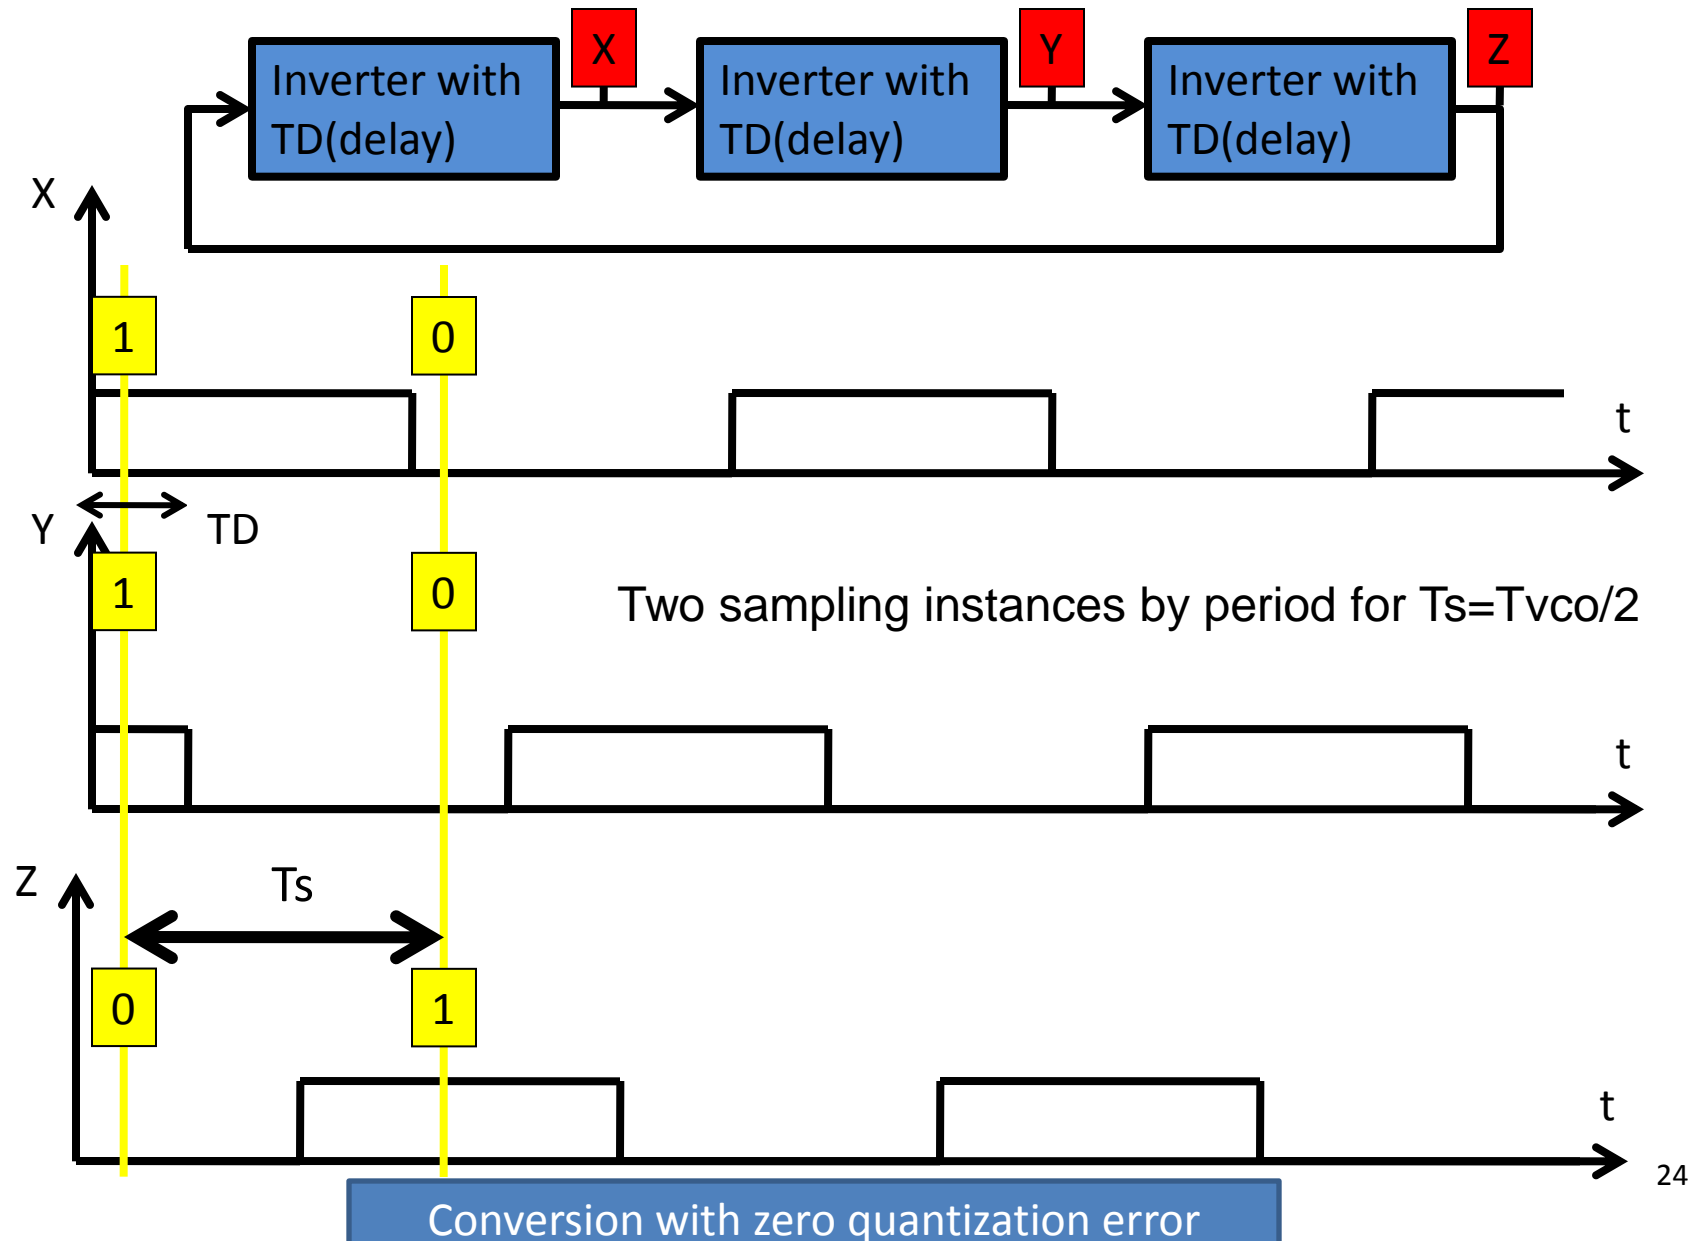 X
Y
Z
Inverter with
TD(delay)
Inverter with
TD(delay)
Inverter with
TD(delay)
X
1
0
t
TD
Y
1
0
Two sampling instances by period for Ts=Tvco/2
t
Z
Ts
0
1
t
24
Conversion with zero quantization error